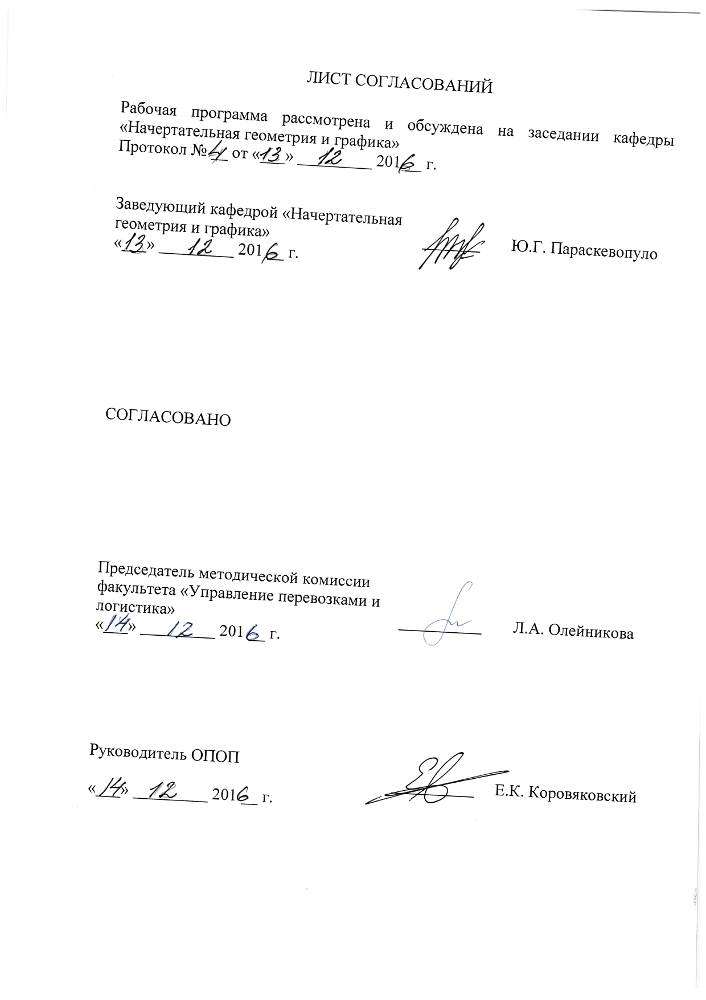 ЛИСТ СОГЛАСОВАНИЙ
Рабочая программа рассмотрена и обсуждена на заседании кафедры
«Начертательная геометрия и графика»
Протокол № 4 от «13» 12 2016 г.
Заведующий кафедрой «Начертательная
геометрия и графика»
«13» 12 2016 г. Ю.Г. Параскевопуло
СОГЛАСОВАНО
Председатель методической комиссии
факультета «Управление перевозками и
логистика»
«14» 12 2016 г. Л.А. Олейникова
Руководитель ОПОП
«14» 12 2016 г. Е.К. Коровяковский